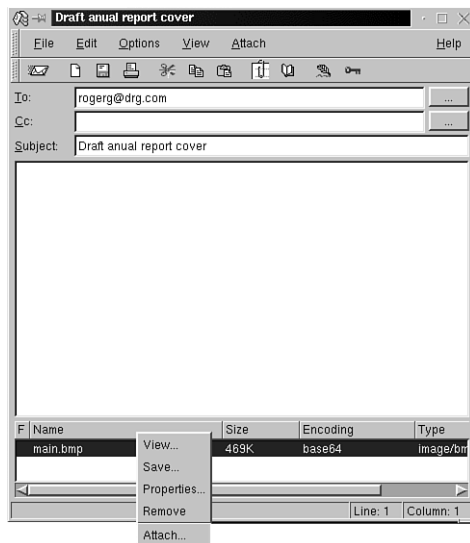 Draft anual report cover
File Edit Options View Attach Help
To: rogerg@drg.com ...
Cc: ...
Subject: Draft anual report cover
F Name Size Encoding Type
main.bmp 469K base64 image/bm
View...
Save...
Properties...
Remove
Attach...
Line: 1 Column: 1